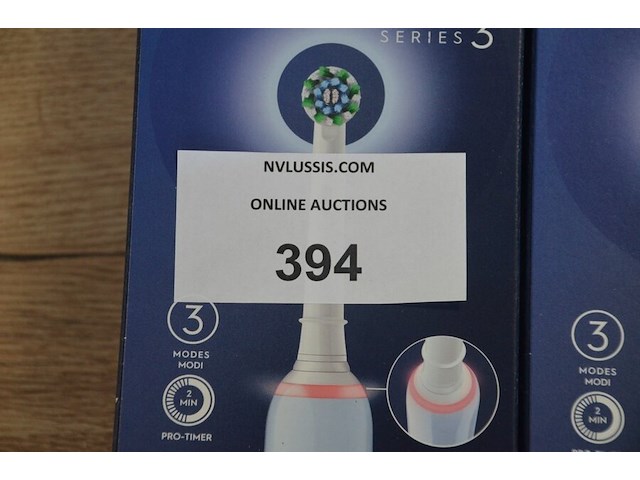 SERIES 3
NVLUSSIS.COM
ONLINE AUCTIONS
394
3
MODES
MODI
2
MIN
PRO-TIMER
3
MODES
MODI
2
MIN